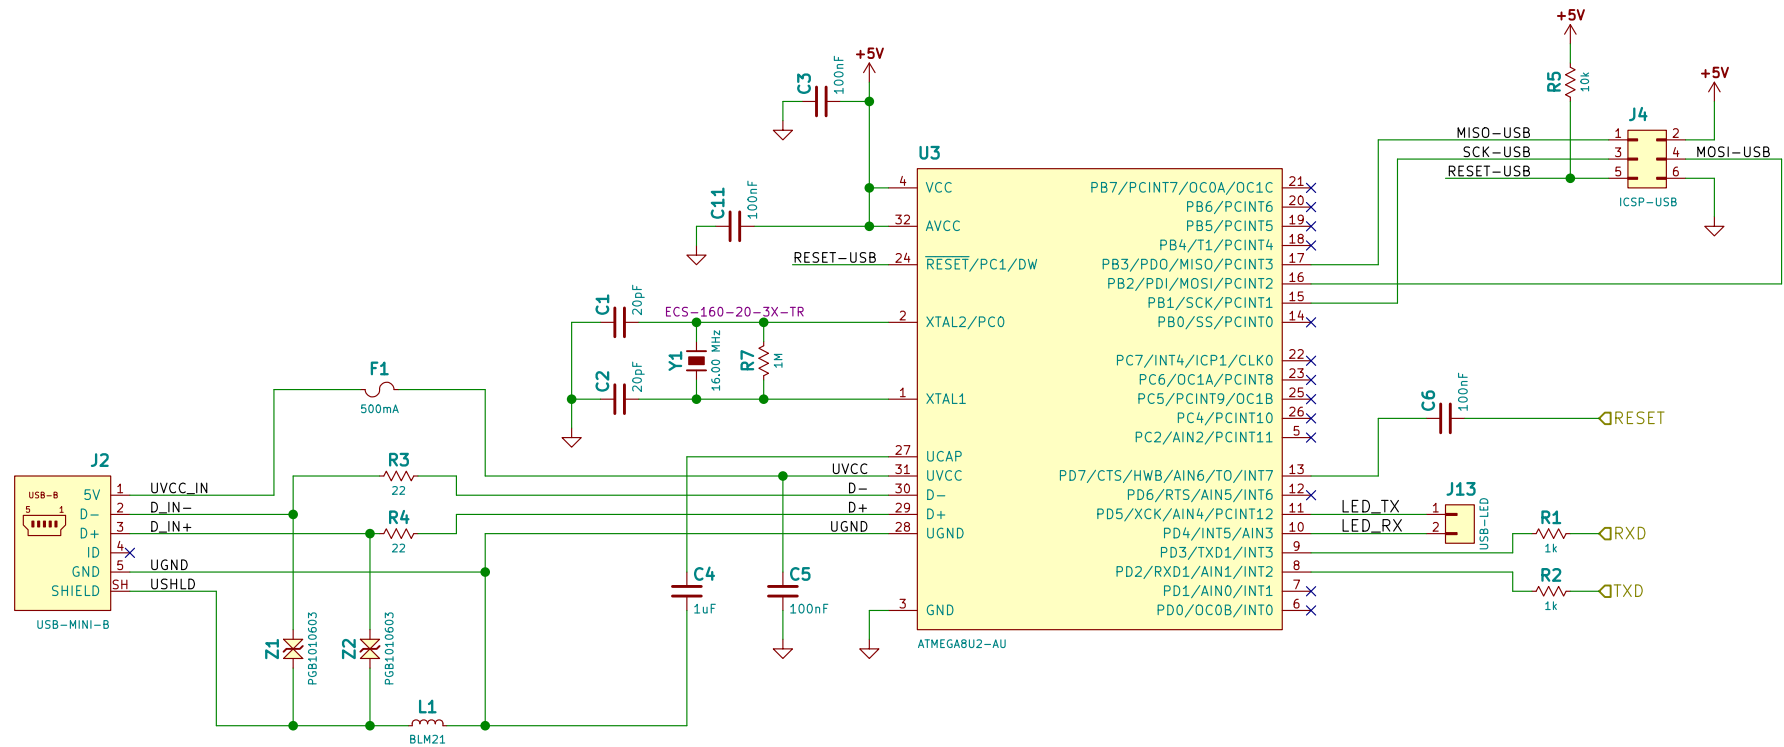 +5V
C3
100nF
+5V
R5
10k
+5V
J4
MISO-USB
1
2
SCK-USB
3
4
MOSI-USB
RESET-USB
5
6
ICSP-USB
C11
100nF
RESET-USB
C1
20pF
ECS-160-20-3X-TR
Y1
16.00 MHz
R7
1M
C2
20pF
U3
4
VCC
32
AVCC
24
RESET/PC1/DW
2
XTAL2/PC0
1
XTAL1
27
UCAP
UVCC
31
UVCC
D-
30
D-
D+
29
D+
UGND
28
UGND
3
GND
PB7/PCINT7/OC0A/OC1C
21
PB6/PCINT6
20
PB5/PCINT5
19
PB4/T1/PCINT4
18
PB3/PDO/MISO/PCINT3
17
PB2/PDI/MOSI/PCINT2
16
PB1/SCK/PCINT1
15
PB0/SS/PCINT0
14
PC7/INT4/ICP1/CLK0
22
PC6/OC1A/PCINT8
23
PC5/PCINT9/OC1B
25
PC4/PCINT10
26
PC2/AIN2/PCINT11
5
PD7/CTS/HWB/AIN6/TO/INT7
13
PD6/RTS/AIN5/INT6
12
PD5/XCK/AIN4/PCINT12
11
PD4/INT5/AIN3
10
PD3/TXD1/INT3
9
PD2/RXD1/AIN1/INT2
8
PD1/AIN0/INT1
7
PD0/OC0B/INT0
6
ATMEGA8U2-AU
C6
100nF
RESET
LED_TX
LED_RX
J13
1
2
USB-LED
R1
1k
RXD
R2
1k
TXD
F1
500mA
J2
USB-B
5
1
5V
1
UVCC_IN
D-
2
D_IN-
D+
3
D_IN+
ID
4
GND
5
UGND
SHIELD
SH
USHLD
USB-MINI-B
R3
22
R4
22
Z1
PGB1010603
Z2
PGB1010603
L1
BLM21
C4
1uF
C5
100nF